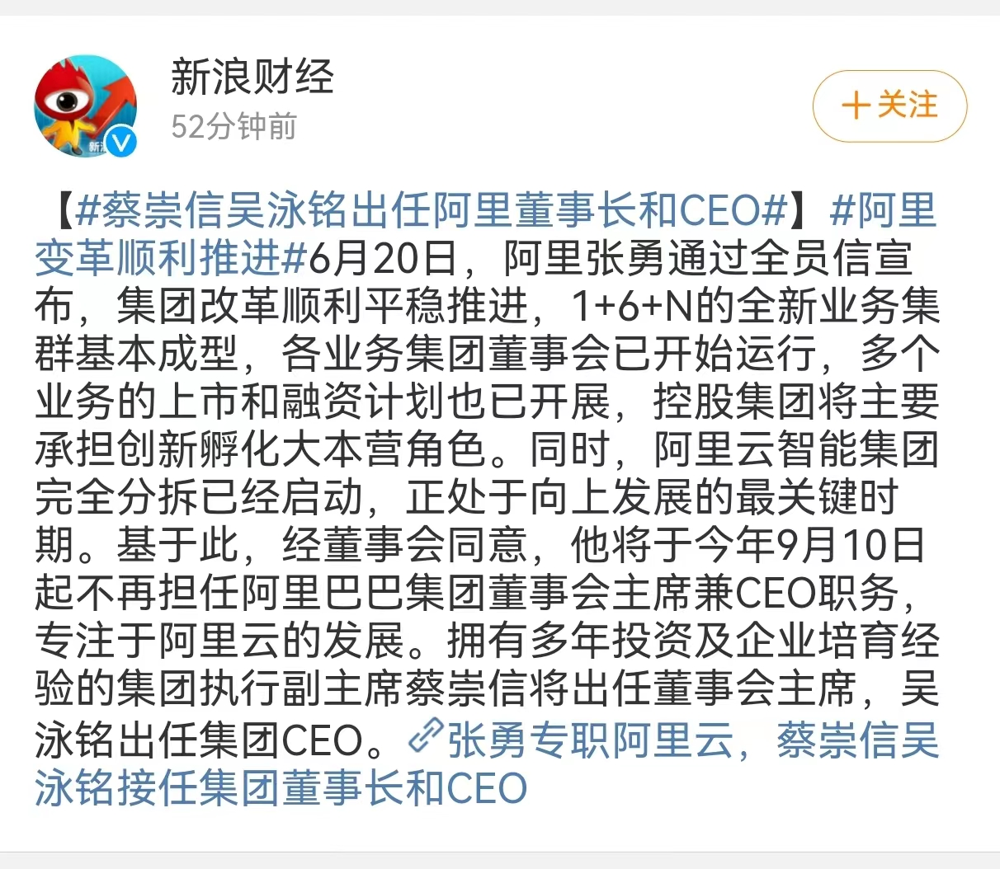 新浪财经
52分钟前
新浪
V
+关注
【#蔡崇信吴泳铭出任阿里董事长和CEO#】#阿里
变革顺利推进#6月20日，阿里张勇通过全员信宣
布，集团改革顺利平稳推进，1+6+N的全新业务集
群基本成型，各业务集团董事会已开始运行，多个
业务的上市和融资计划也已开展，控股集团将主要
承担创新孵化大本营角色。同时，阿里云智能集团
完全分拆已经启动，正处于向上发展的最关键时
期。基于此，经董事会同意，他将于今年9月10日
起不再担任阿里巴巴集团董事会主席兼CEO职务，
专注于阿里云的发展。拥有多年投资及企业培育经
验的集团执行副主席蔡崇信将出任董事会主席，吴
泳铭出任集团CEO。张勇专职阿里云，蔡崇信吴
泳铭接任集团董事长和CEO